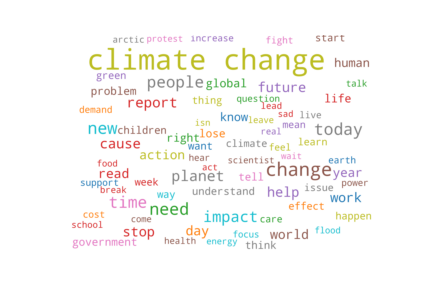 arctic protest increase fight start
climate change human
green people global future talk
problem
report thing question life
demand lead
new children know leave sad live today
isn real mean
cause right want lose climate feel learn
action hear scientist wait earth
food act
read planet tell change year
support week understand help issue power
break way work
time need effect
cost come impact care happen
school stop day focus world flood
government health energy think